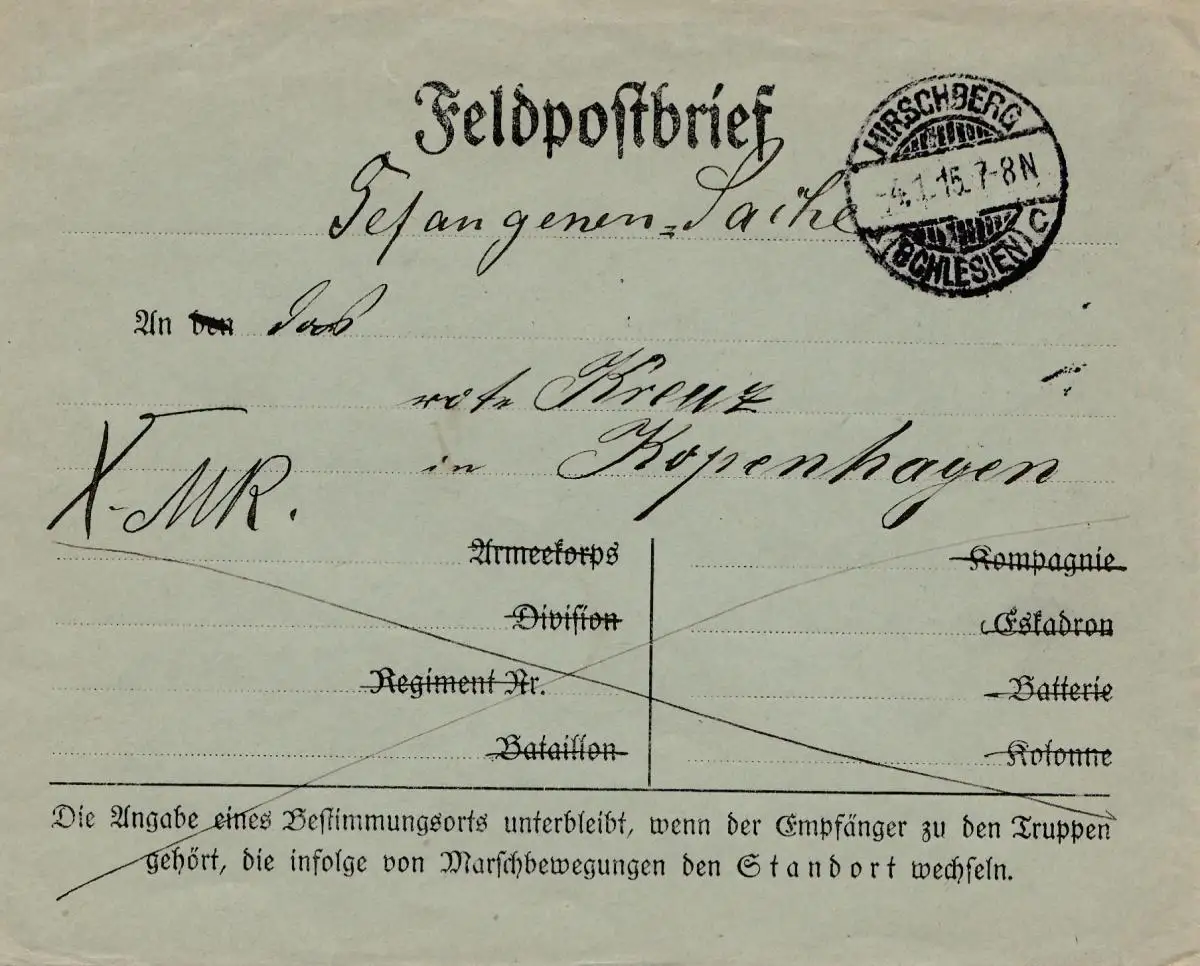 Feldpostbrief
HIRSCHBERG
-4.1.15.7-8N
(SCHLESIEN) C
Gefangenen=Sache
An den das
rote Kreuz
in Kopenhagen
X-MR.
Armeekorps
Division
Regiment Nr.
Bataillon
Kompagnie
Eskadron
Batterie
Kolonne
Die Angabe eines Bestimmungsorts unterbleibt, wenn der Empfänger zu den Truppen
gehört, die infolge von Marschbewegungen den Standort wechseln.